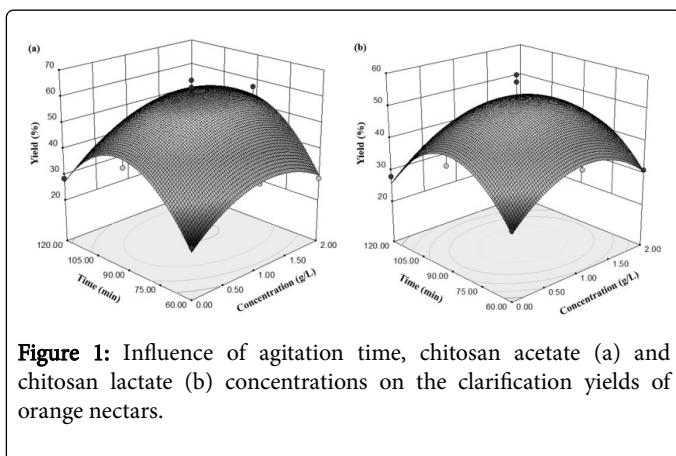 (a)
70
60
50
40
30
20
Yield (%)
120.00
105.00
90.00
75.00
60.00
Time (min)
0.00
0.50
1.00
1.50
2.00
Concentration (g/L)
(b)
60
50
40
30
20
Yield (%)
120.00
105.00
90.00
75.00
60.00
Time (min)
0.00
0.50
1.00
1.50
2.00
Concentration (g/L)
Figure 1: Influence of agitation time, chitosan acetate (a) and
chitosan lactate (b) concentrations on the clarification yields of
orange nectars.